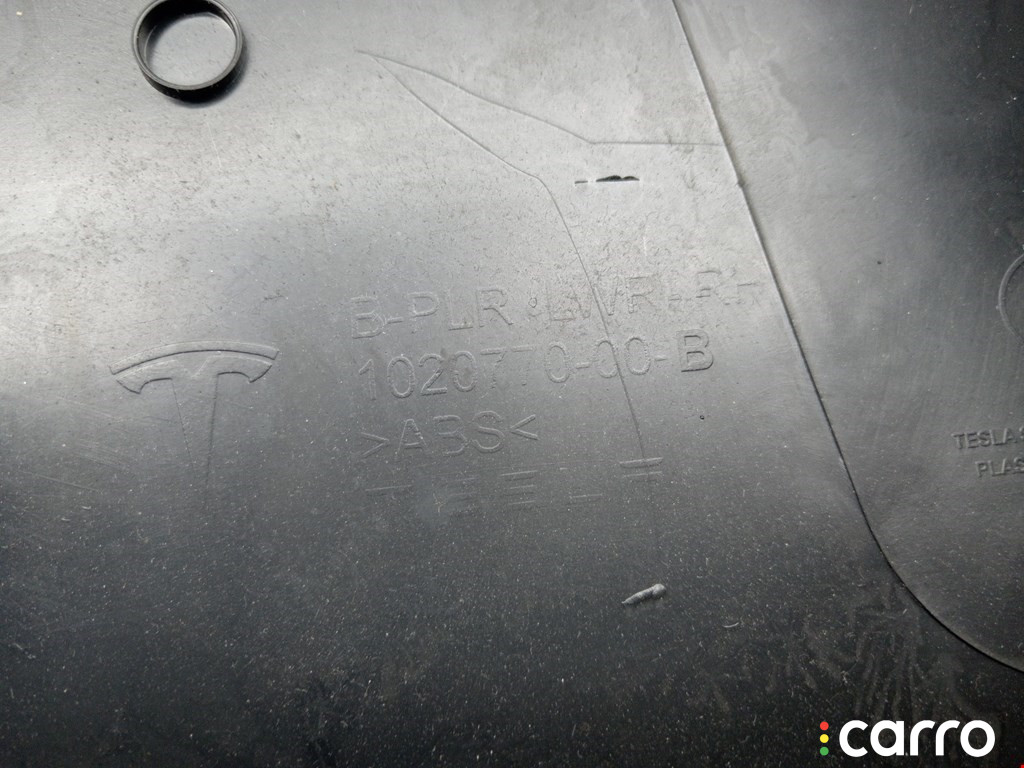 B-PLR LWR-RH
1020770-00-B
>ABS<
TESLA
TESLA
PLAS
carro